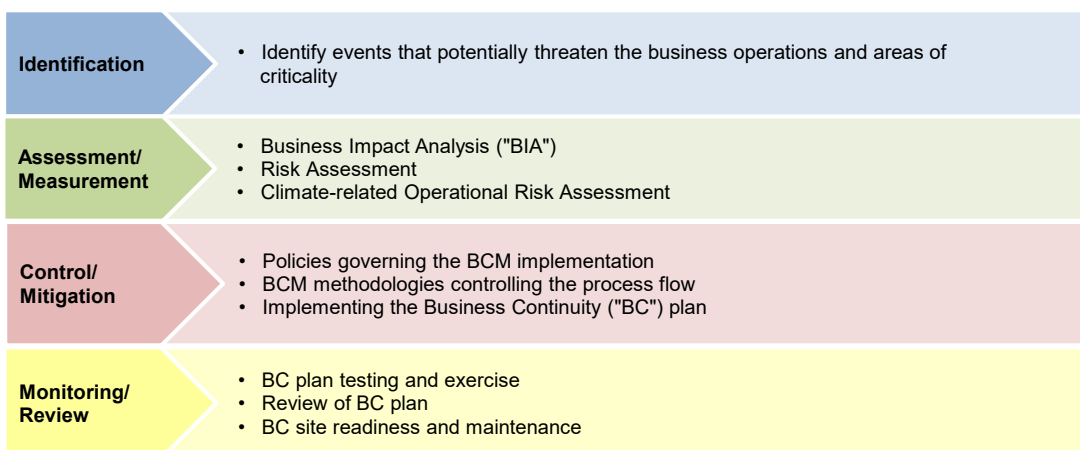 Identification
• Identify events that potentially threaten the business operations and areas of
criticality
Assessment/
Measurement
• Business Impact Analysis ("BIA")
• Risk Assessment
• Climate-related Operational Risk Assessment
Control/
Mitigation
• Policies governing the BCM implementation
• BCM methodologies controlling the process flow
• Implementing the Business Continuity ("BC") plan
Monitoring/
Review
• BC plan testing and exercise
• Review of BC plan
• BC site readiness and maintenance